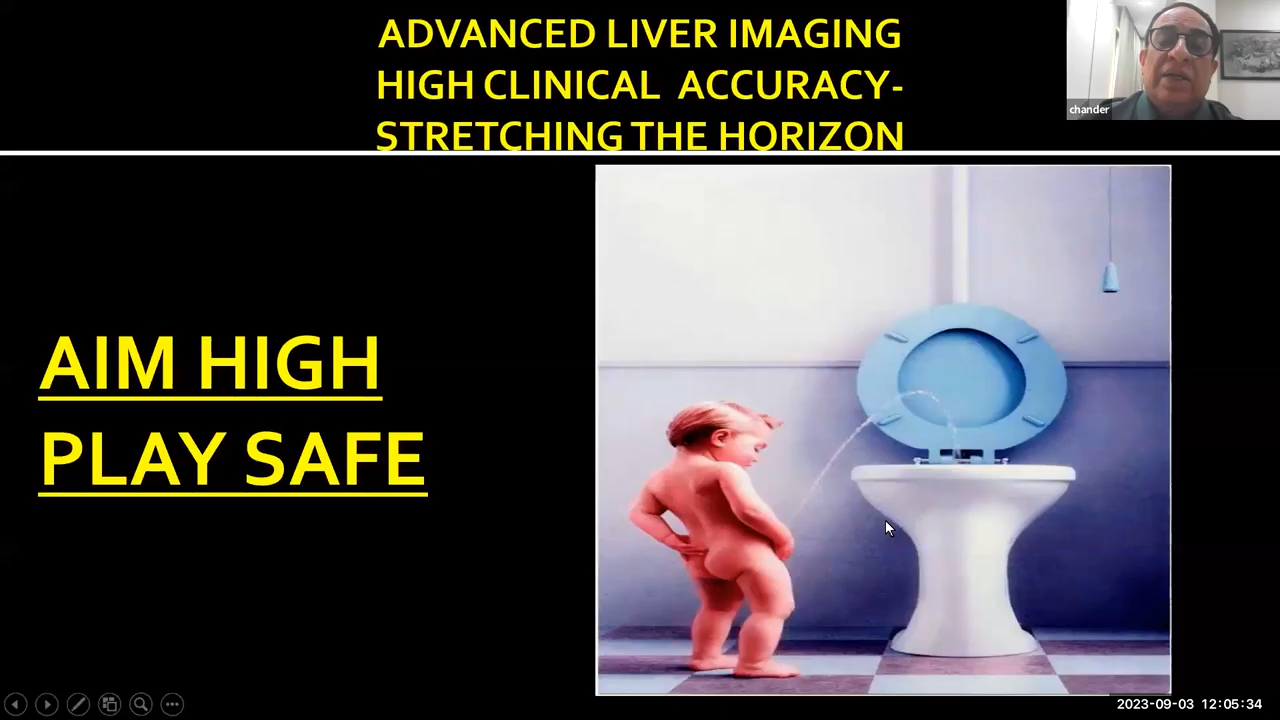 ADVANCED LIVER IMAGING
HIGH CLINICAL ACCURACY-
STRETCHING THE HORIZON
chander
AIM HIGH
PLAY SAFE
2023-09-03 12:05:34